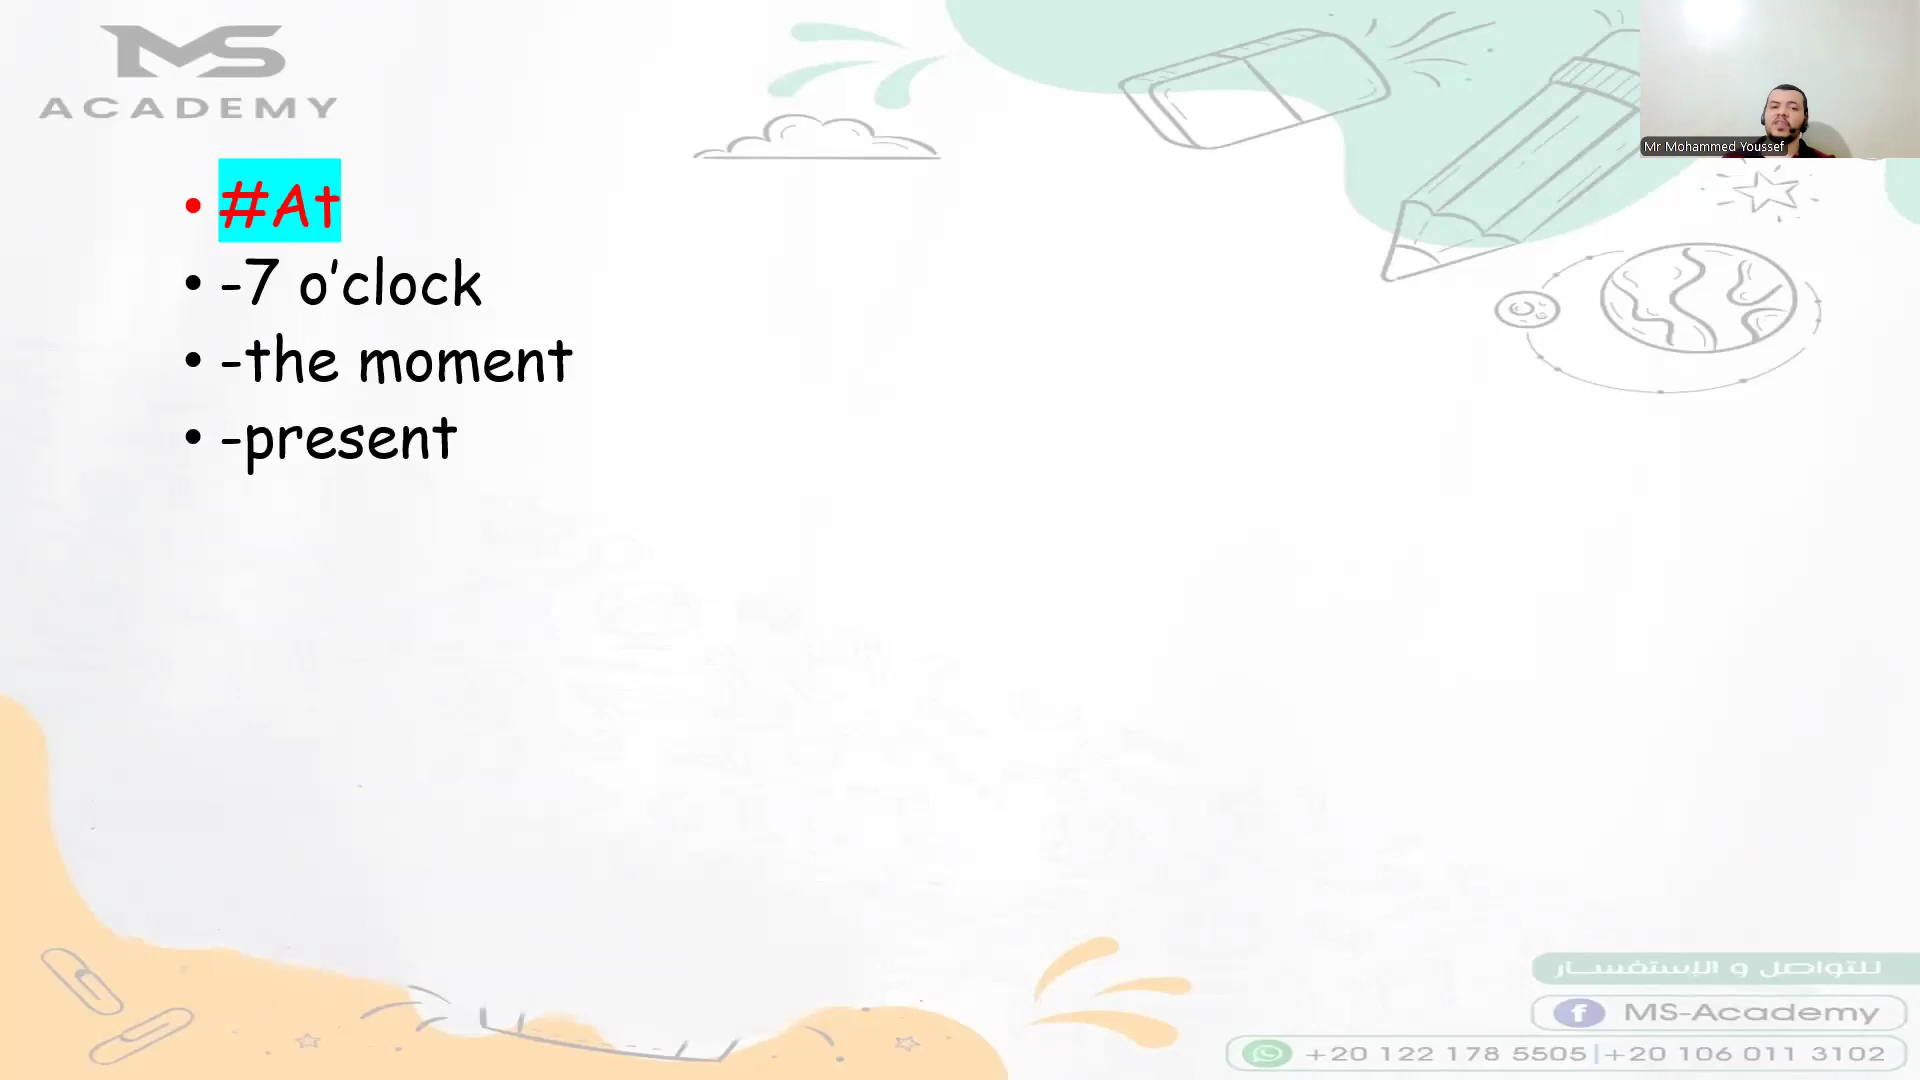 MS
ACADEMY
Mr Mohammed Youssef
• #At
• -7 o'clock
• -the moment
• -present
للتواصل و الإستفسار
MS-Academy
+20 122 178 5505 | +20 106 011 3102